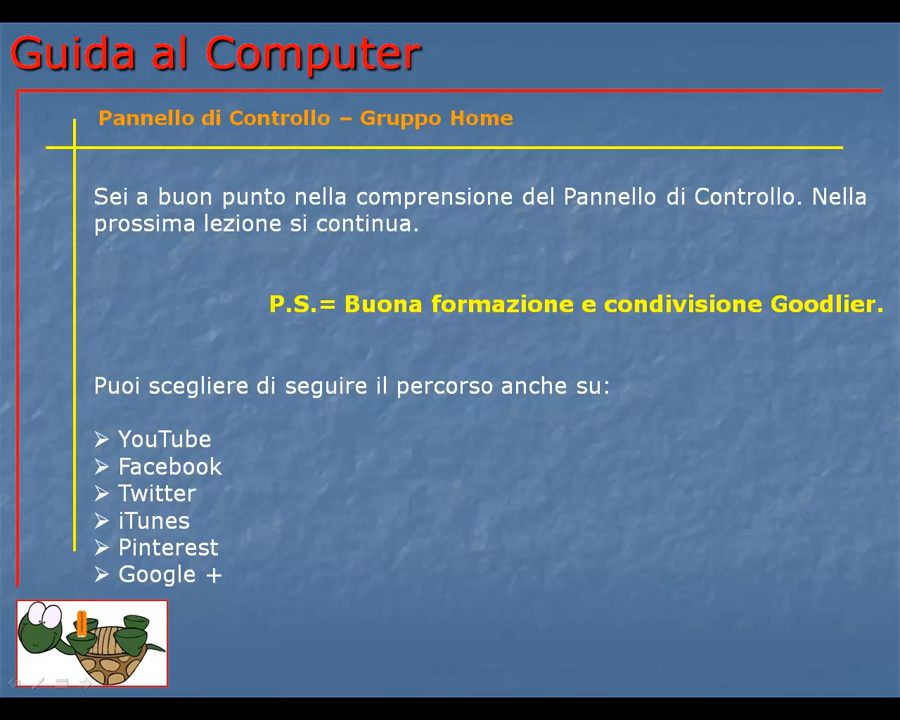 Guida al Computer
Pannello di Controllo – Gruppo Home
Sei a buon punto nella comprensione del Pannello di Controllo. Nella
prossima lezione si continua.
P.S.= Buona formazione e condivisione Goodlier.
Puoi scegliere di seguire il percorso anche su:
➢ YouTube
➢ Facebook
➢ Twitter
➢ iTunes
➢ Pinterest
➢ Google +